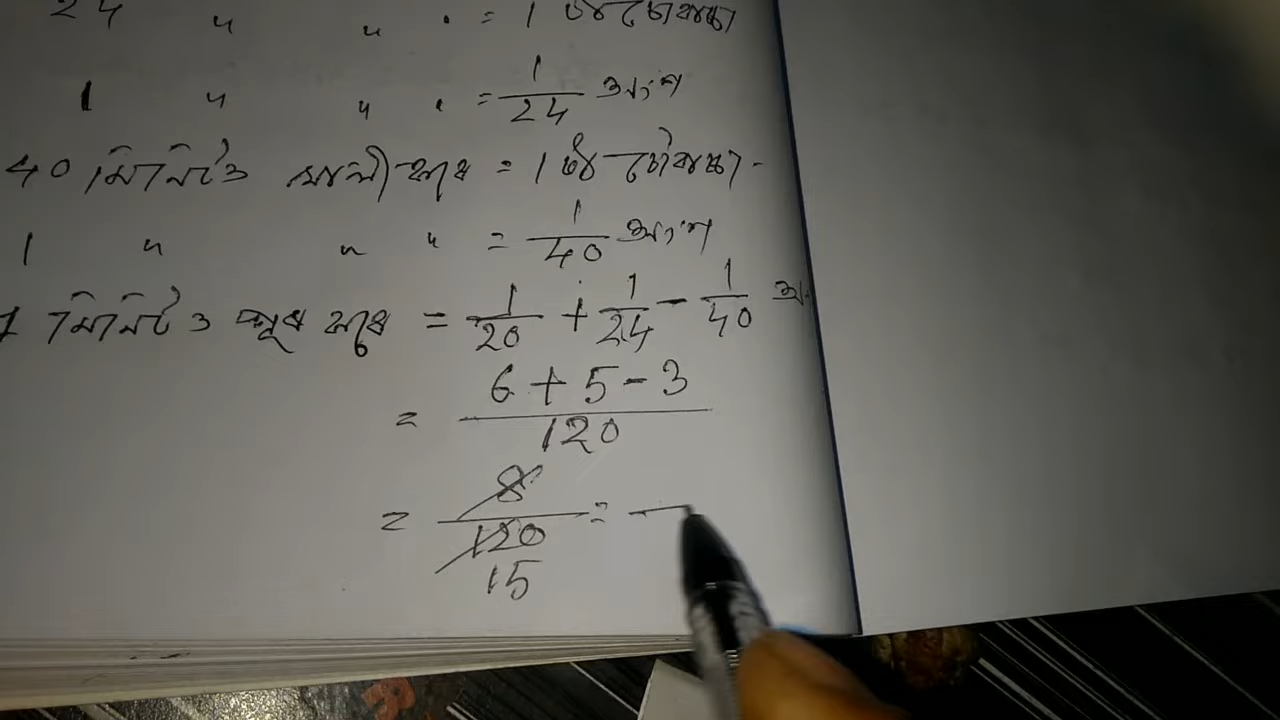 24 " " " = 1 টা চৌবাচ্চা
1 " " " = 1/24 অংশ
40 মিনিটে খালী হয় = 1 টা চৌবাচ্চা
1 " " " = 1/40 অংশ
1 মিনিটে পূৰ্ণ হয় = 1/20 + 1/24 - 1/40
= 6 + 5 - 3 / 120
= 8 / 120 =
15